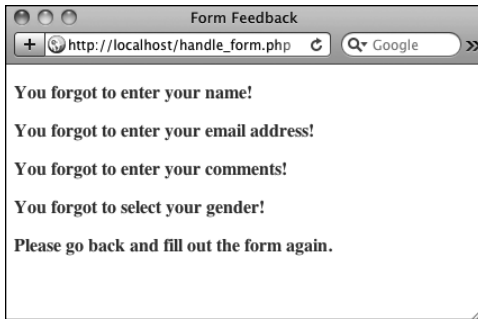 Form Feedback
+ http://localhost/handle_form.php Google »
You forgot to enter your name!
You forgot to enter your email address!
You forgot to enter your comments!
You forgot to select your gender!
Please go back and fill out the form again.